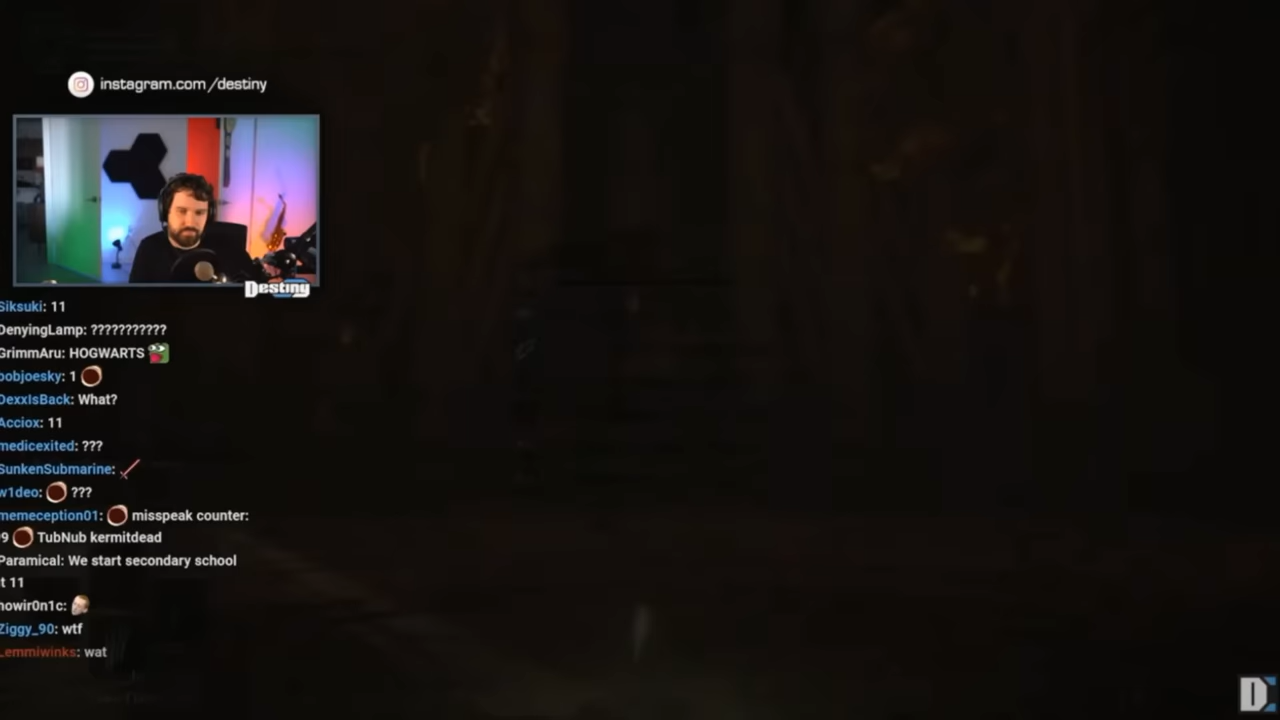 instagram.com/destiny
Destiny
Siksuki: 11
DenyingLamp: ???????????
GrimmAru: HOGWARTS
bobjoesky: 1
DexxIsBack: What?
Acciox: 11
medicexited: ???
SunkenSubmarine:
w1deo: ???
memeception01: misspeak counter:
9 TubNub kermitdead
Paramical: We start secondary school
t 11
nowir0n1c:
Ziggy_90: wtf
Lemmiwinks: wat
D